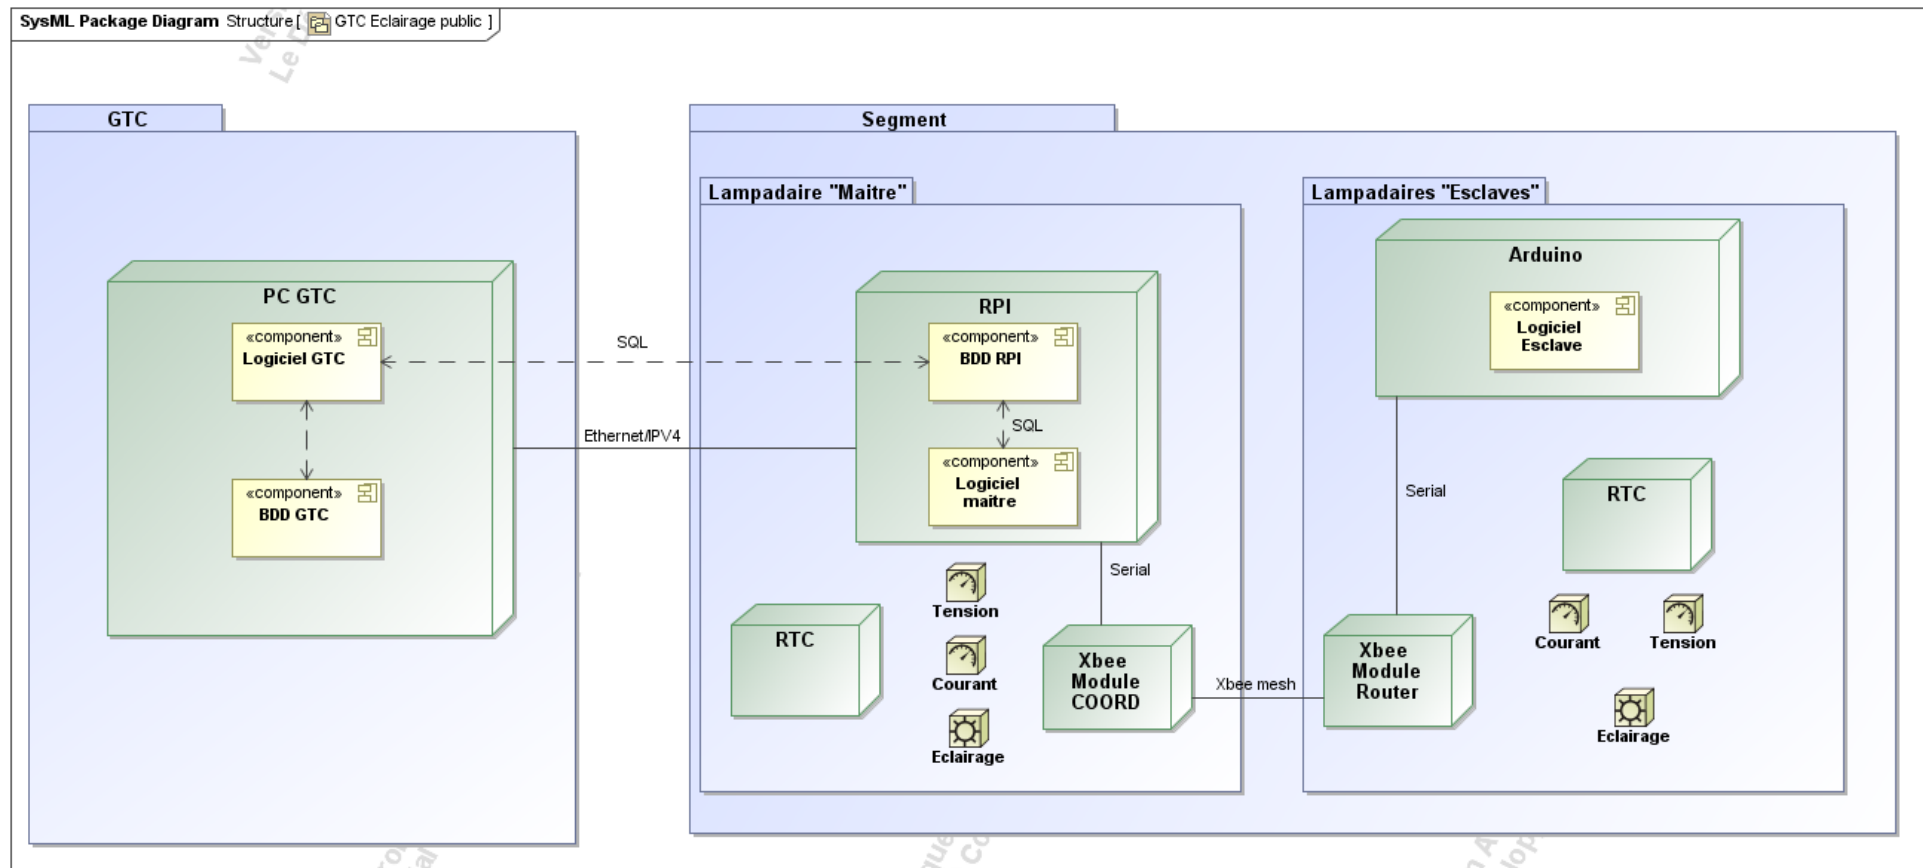 SysML Package Diagram Structure [ GTC Eclairage public ]
GTC
Segment
Lampadaire "Maitre"
Lampadaires "Esclaves"
PC GTC
«component»
Logiciel GTC
«component»
BDD GTC
SQL
Ethernet/IPV4
RPI
«component»
BDD RPI
SQL
«component»
Logiciel
maitre
Serial
Tension
Courant
Eclairage
RTC
Xbee
Module
COORD
Xbee mesh
Arduino
«component»
Logiciel
Esclave
Serial
RTC
Courant
Tension
Xbee
Module
Router
Eclairage